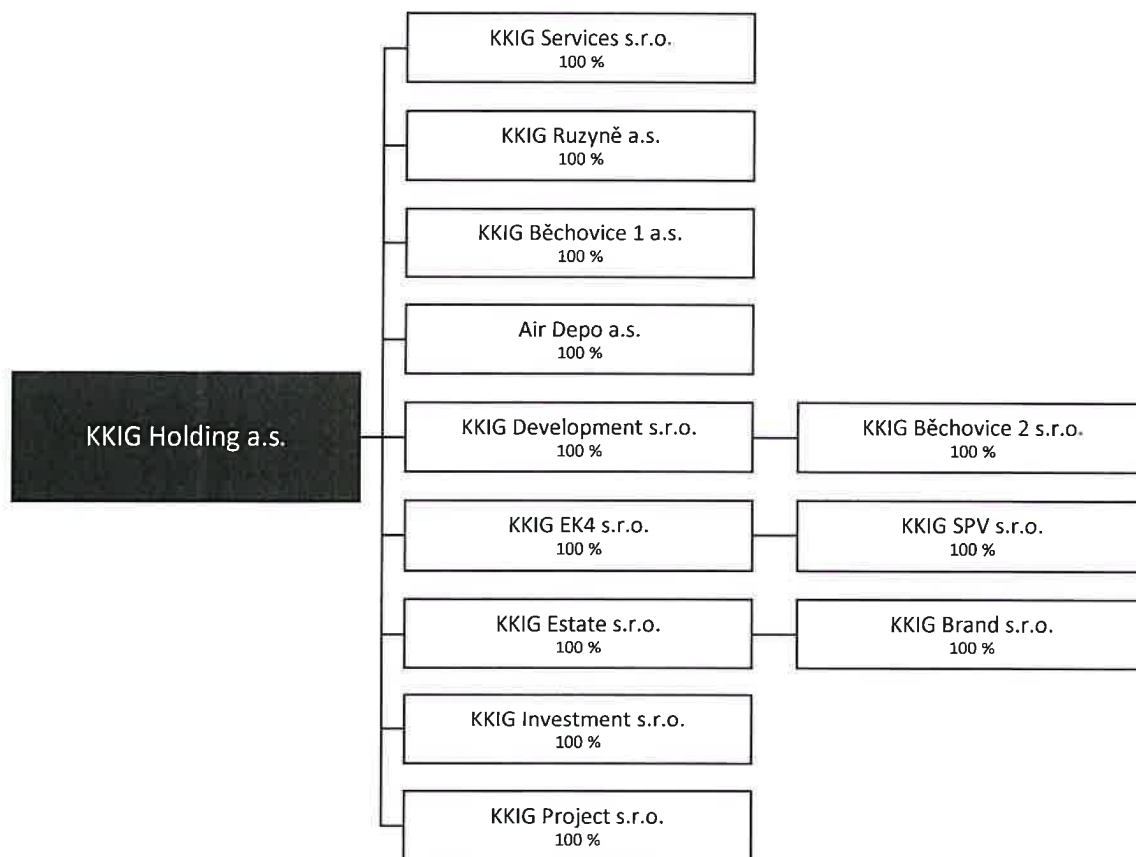 KKIG Services s.r.o.
100 %
KKIG Ruzyně a.s.
100 %
KKIG Běchovice 1 a.s.
100 %
Air Depo a.s.
100 %
KKIG Holding a.s.
KKIG Development s.r.o.
100 %
KKIG Běchovice 2 s.r.o.
100 %
KKIG EK4 s.r.o.
100 %
KKIG SPV s.r.o.
100 %
KKIG Estate s.r.o.
100 %
KKIG Brand s.r.o.
100 %
KKIG Investment s.r.o.
100 %
KKIG Project s.r.o.
100 %